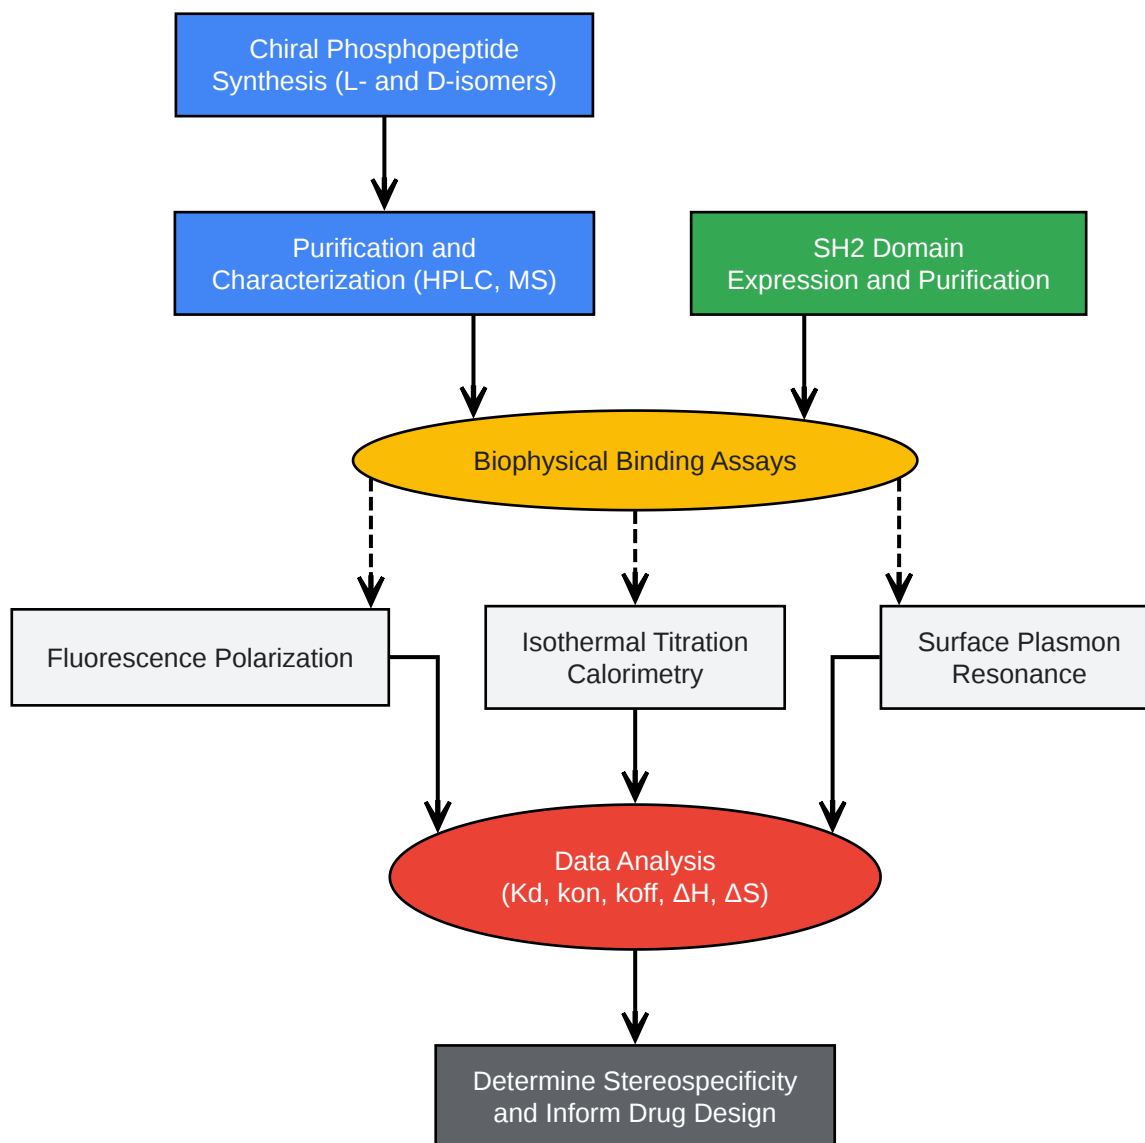 Chiral Phosphopeptide
Synthesis (L- and D-isomers)
Purification and
Characterization (HPLC, MS)
SH2 Domain
Expression and Purification
Biophysical Binding Assays
Fluorescence Polarization
Isothermal Titration
Calorimetry
Surface Plasmon
Resonance
Data Analysis
(Kd, kon, koff, ΔH, ΔS)
Determine Stereospecificity
and Inform Drug Design